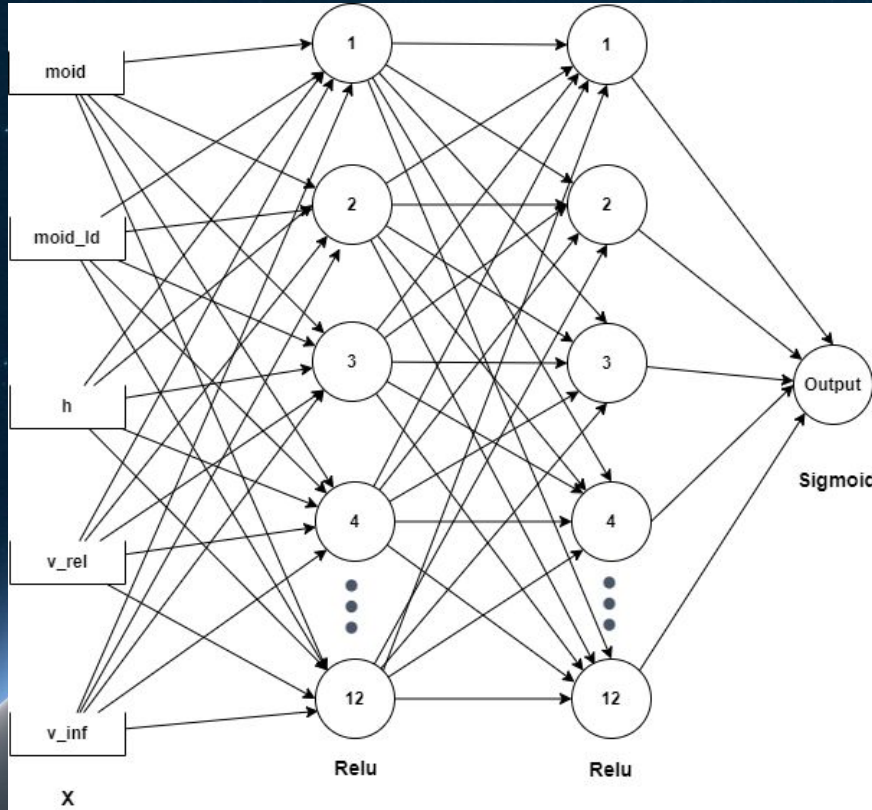 moid
moid_ld
h
v_rel
v_inf
X
1
2
3
4
12
Relu
1
2
3
4
12
Relu
Output
Sigmoid